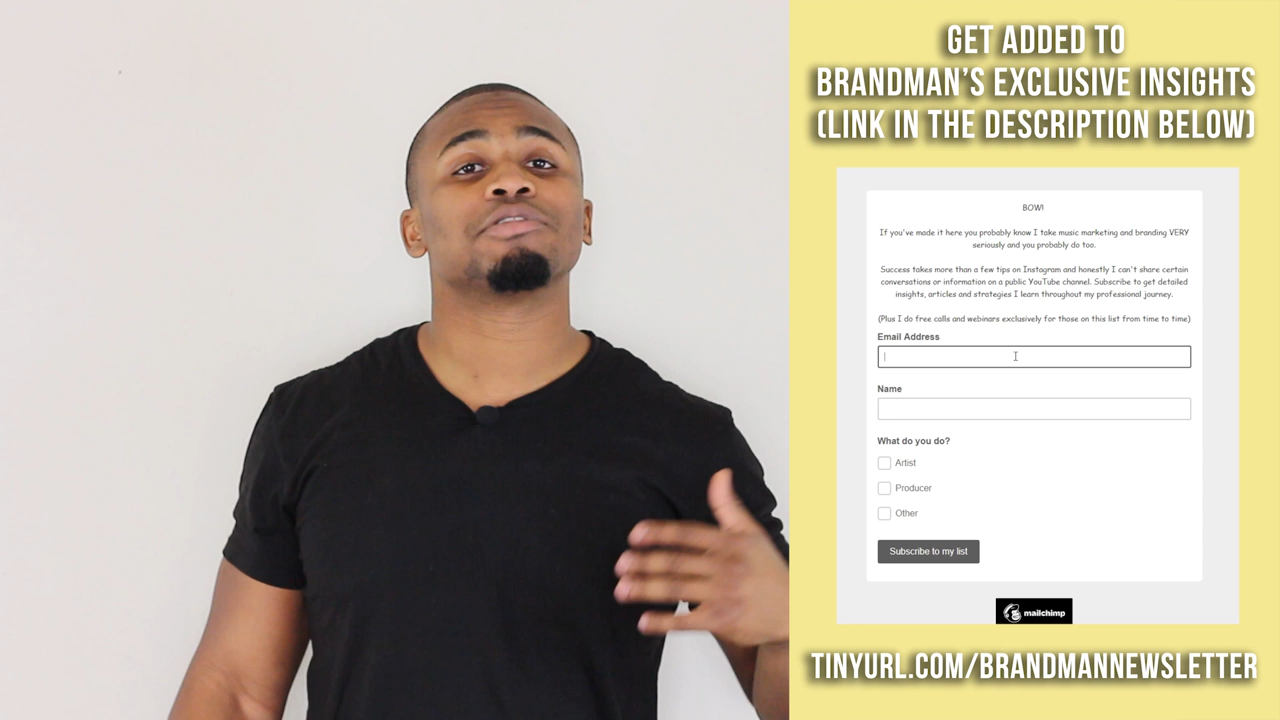 GET ADDED TO
BRANDMAN'S EXCLUSIVE INSIGHTS
(LINK IN THE DESCRIPTION BELOW)
BOW!
If you've made it here you probably know I take music marketing and branding VERY
seriously and you probably do too.
Success takes more than a few tips on Instagram and honestly I can't share certain
conversations or information on a public YouTube channel. Subscribe to get detailed
insights, articles and strategies I learn throughout my professional journey.
(Plus I do free calls and webinars exclusively for those on this list from time to time)
Email Address
Name
What do you do?
Artist
Producer
Other
Subscribe to my list
mailchimp
TINYURL.COM/BRANDMANNEWSLETTER